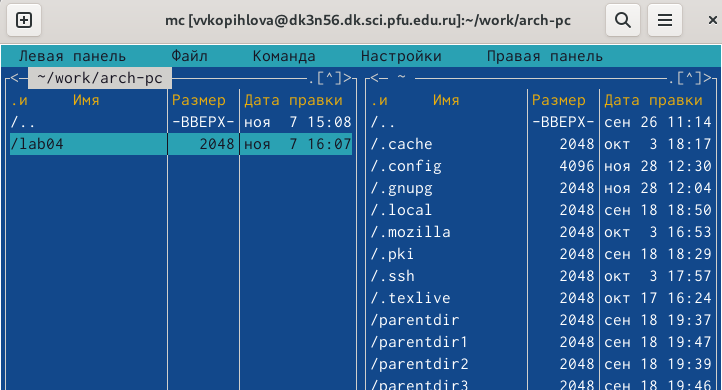 mc [vvkopihlova@dk3n56.dk.sci.pfu.edu.ru]:~/work/arch-pc
Левая панель Файл Команда Настройки Правая панель
<─ ~/work/arch-pc .[^]>
.и Имя Размер Дата правки
/.. -ВВЕРХ- ноя 7 15:08
/lab04 2048 ноя 7 16:07
<─ ~ .[^]>
.и Имя Размер Дата правки
/.. -ВВЕРХ- сен 26 11:14
/.cache 2048 окт 3 18:17
/.config 4096 ноя 28 12:30
/.gnupg 2048 ноя 28 12:04
/.local 2048 сен 18 18:50
/.mozilla 2048 окт 3 16:53
/.pki 2048 сен 18 18:29
/.ssh 2048 окт 3 17:57
/.texlive 2048 окт 17 16:24
/parentdir 2048 сен 18 19:37
/parentdir1 2048 сен 18 19:47
/parentdir2 2048 сен 18 19:39
/parentdir3 2048 сен 18 19:46